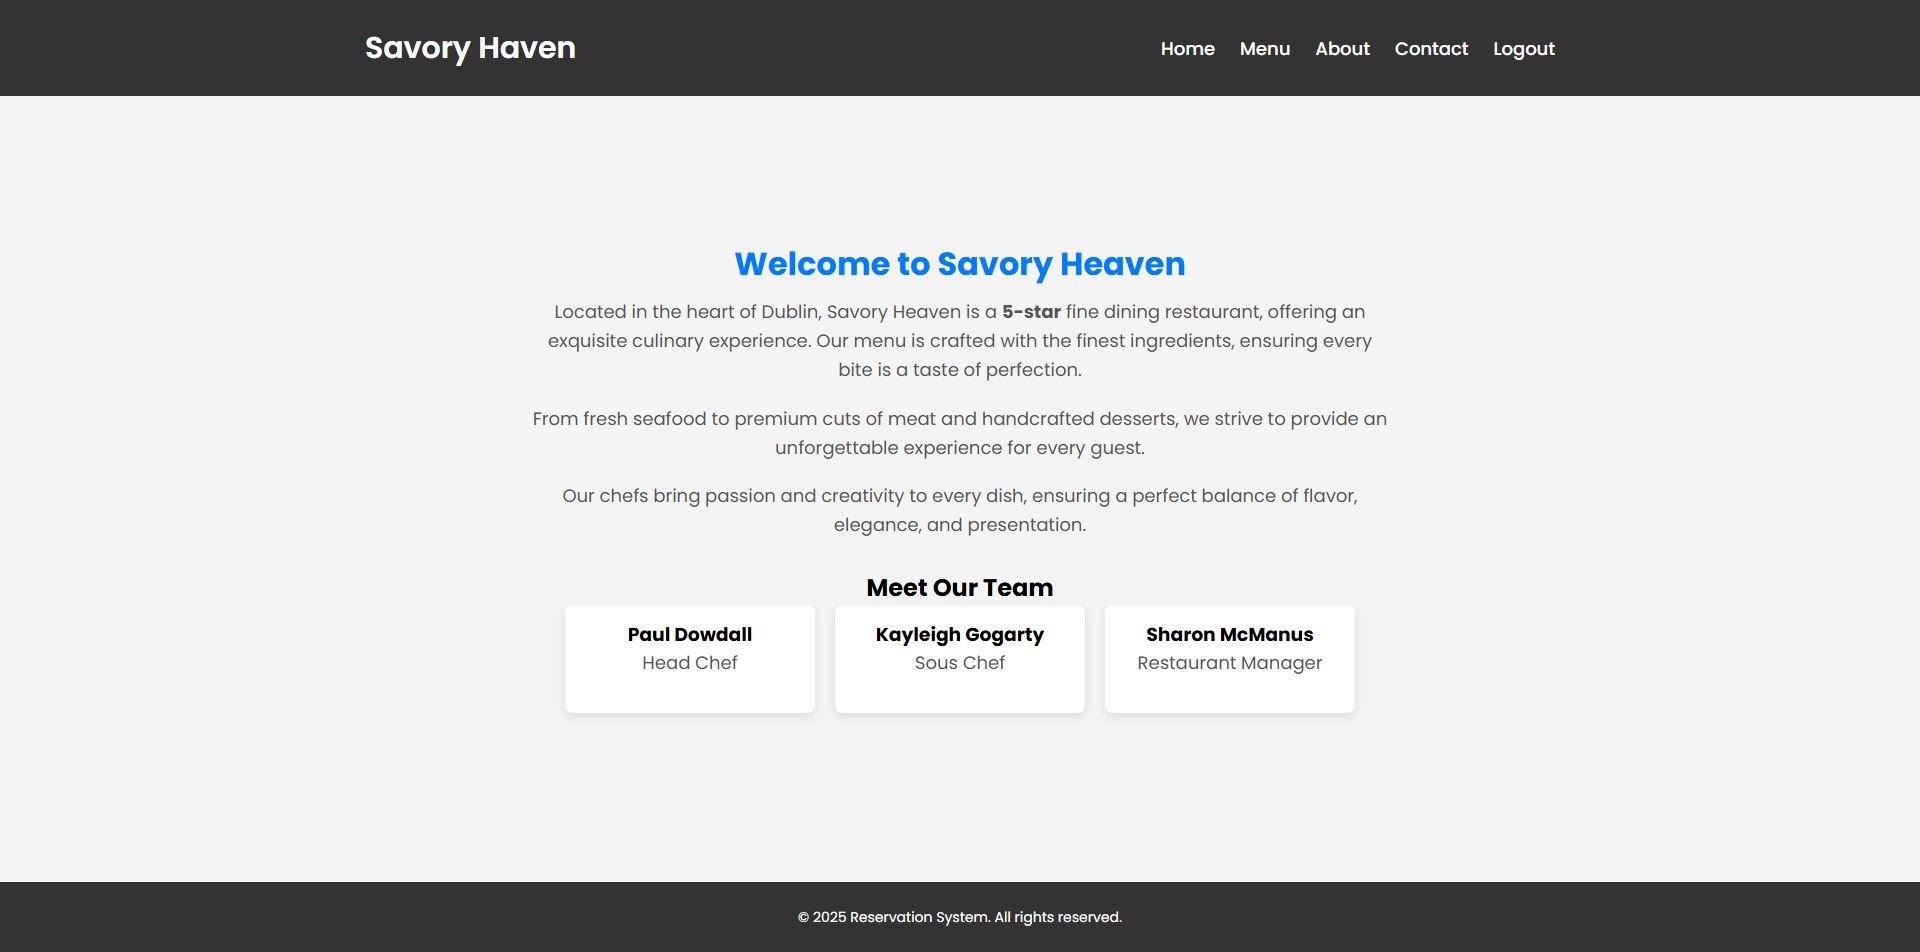 Savory Haven
Home Menu About Contact Logout
Welcome to Savory Heaven
Located in the heart of Dublin, Savory Heaven is a 5-star fine dining restaurant, offering an
exquisite culinary experience. Our menu is crafted with the finest ingredients, ensuring every
bite is a taste of perfection.
From fresh seafood to premium cuts of meat and handcrafted desserts, we strive to provide an
unforgettable experience for every guest.
Our chefs bring passion and creativity to every dish, ensuring a perfect balance of flavor,
elegance, and presentation.
Meet Our Team
Paul Dowdall
Head Chef
Kayleigh Gogarty
Sous Chef
Sharon McManus
Restaurant Manager
© 2025 Reservation System. All rights reserved.